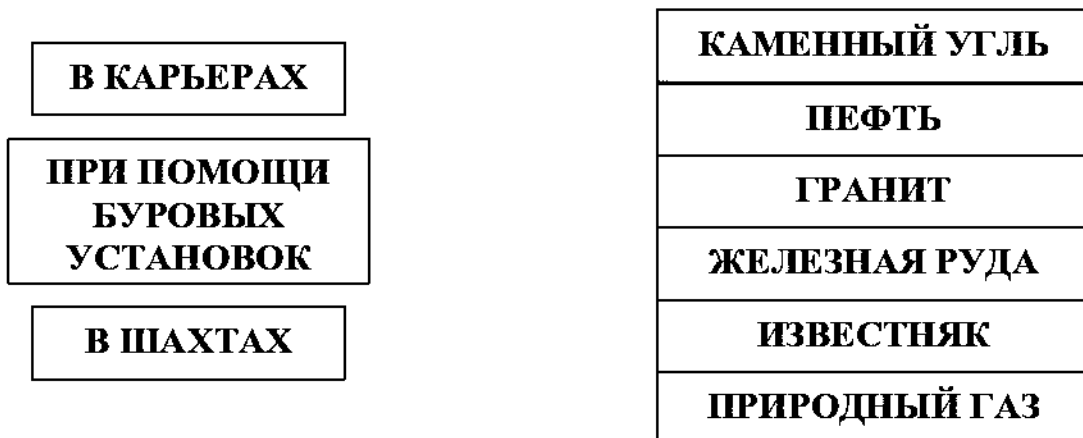 В КАРЬЕРАХ
ПРИ ПОМОЩИ
БУРОВЫХ
УСТАНОВОК
В ШАХТАХ
КАМЕННЫЙ УГЛЬ
ПЕФТЬ
ГРАНИТ
ЖЕЛЕЗНАЯ РУДА
ИЗВЕСТНЯК
ПРИРОДНЫЙ ГАЗ